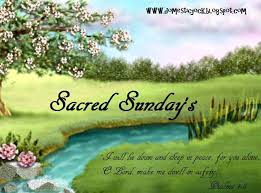 www.domesticjock.blogspot.com
Sacred Sunday's
"I will lie down and sleep in peace, for you alone,
O Lord, make me dwell in safety.
Psalms 4:8